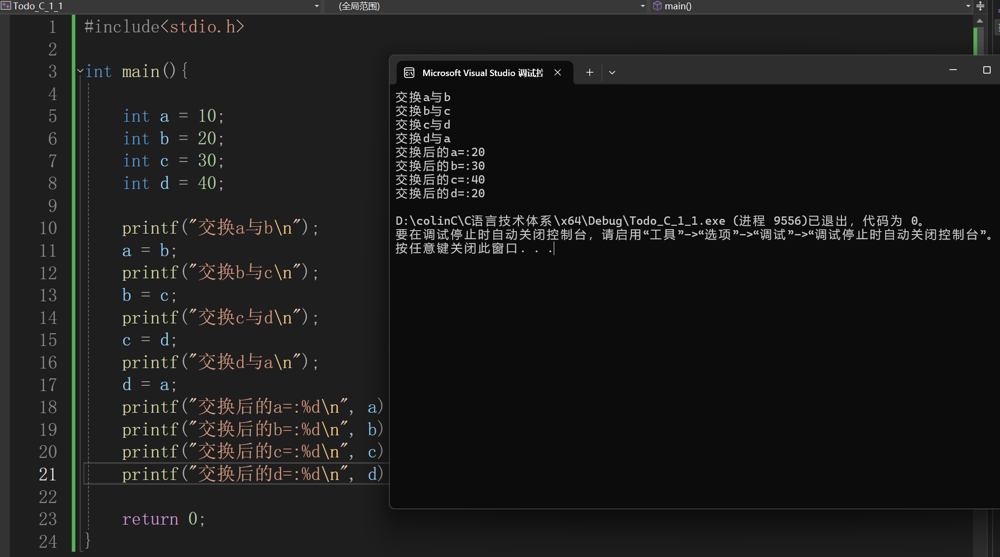 Todo_C_1_1 (全局范围) main()
1 #include<stdio.h>
2
3 int main(){
4
5 int a = 10;
6 int b = 20;
7 int c = 30;
8 int d = 40;
9
10 printf("交换a与b\n");
11 a = b;
12 printf("交换b与c\n");
13 b = c;
14 printf("交换c与d\n");
15 c = d;
16 printf("交换d与a\n");
17 d = a;
18 printf("交换后的a=:%d\n", a)
19 printf("交换后的b=:%d\n", b)
20 printf("交换后的c=:%d\n", c)
21 printf("交换后的d=:%d\n", d)
22
23 return 0;
24 }
Microsoft Visual Studio 调试控
交换a与b
交换b与c
交换c与d
交换d与a
交换后的a=:20
交换后的b=:30
交换后的c=:40
交换后的d=:20
D:\colinC\C语言技术体系\x64\Debug\Todo_C_1_1.exe (进程 9556)已退出，代码为 0。
要在调试停止时自动关闭控制台，请启用“工具”->“选项”->“调试”->“调试停止时自动关闭控制台”。
按任意键关闭此窗口. . .